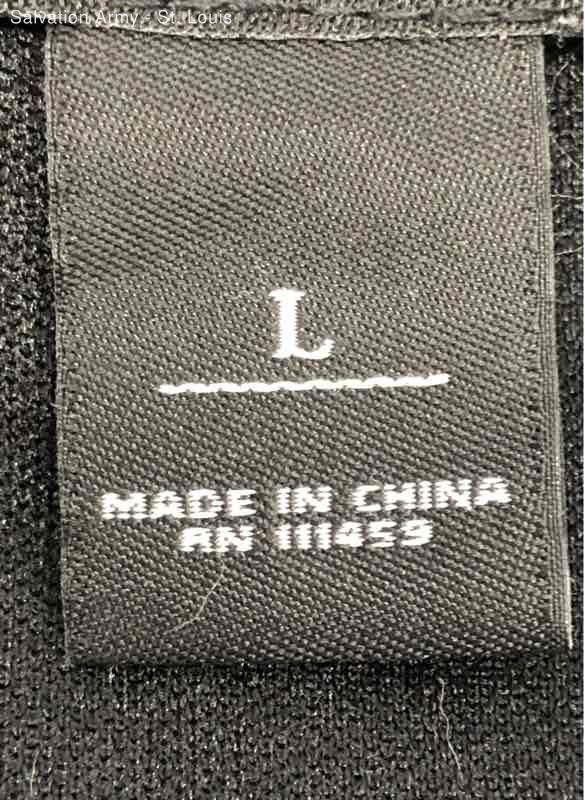 Salvation Army - St. Louis
L
MADE IN CHINA
RN 111459